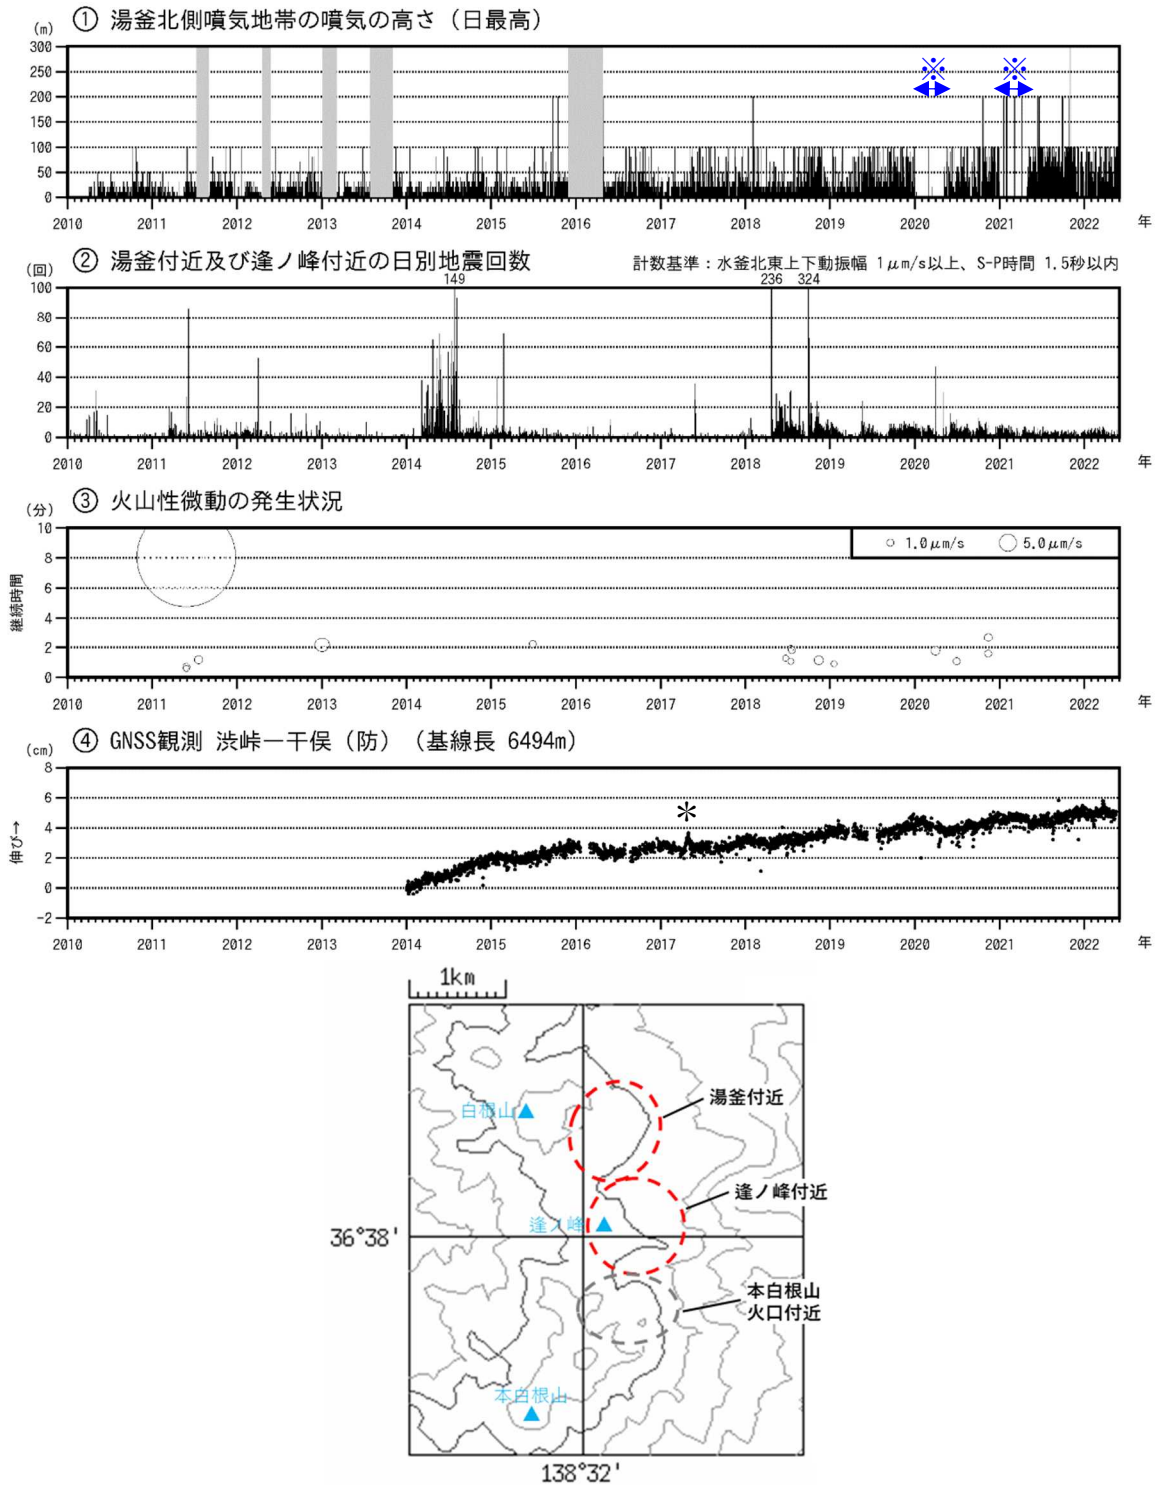 ① 湯釜北側噴気地帯の噴気の高さ（日最高）
(m)
300
250
200
150
100
50
0
※ ※
2010 2011 2012 2013 2014 2015 2016 2017 2018 2019 2020 2021 2022 年
② 湯釜付近及び逢ノ峰付近の日別地震回数
計数基準：水釜北東上下動振幅 1μm/s以上、S-P時間 1.5秒以内
(回)
149 236 324
100
80
60
40
20
0
2010 2011 2012 2013 2014 2015 2016 2017 2018 2019 2020 2021 2022 年
③ 火山性微動の発生状況
(分)
継続時間
10
8
6
4
2
0
1.0μm/s 5.0μm/s
2010 2011 2012 2013 2014 2015 2016 2017 2018 2019 2020 2021 2022 年
④ GNSS観測 渋峠―干俣（防）（基線長 6494m）
(cm)
伸び→
8
6
4
2
0
-2
*
2010 2011 2012 2013 2014 2015 2016 2017 2018 2019 2020 2021 2022 年
1km
湯釜付近
白根山
逢ノ峰付近
逢ノ峰
36°38'
本白根山
火口付近
本白根山
138°32'